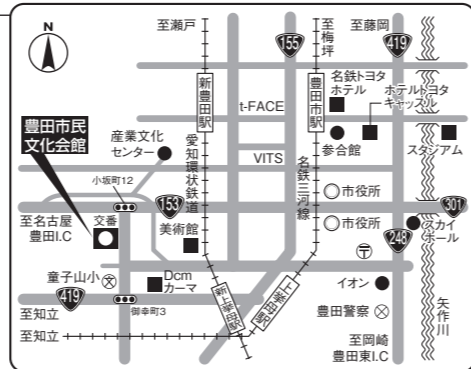 N
至瀬戸
155
至梅坪
至藤岡
419
新豊田駅
豊田市駅
名鉄トヨタ
ホテル
ホテルトヨタ
キャッスル
t-FACE
参合館
スタジアム
豊田市民
文化会館
産業文化
センター
愛知環状鉄道
VITS
名鉄三河線
小坂町12
153
市役所
301
至名古屋
豊田I.C
交番
美術館
市役所
248
スカイ
ホール
〒
童子山小
文
Dcm
カーマ
イオン
419
御幸町3
新上挙母駅
上挙母駅
豊田警察
矢作川
至知立
至知立
至岡崎
豊田東I.C